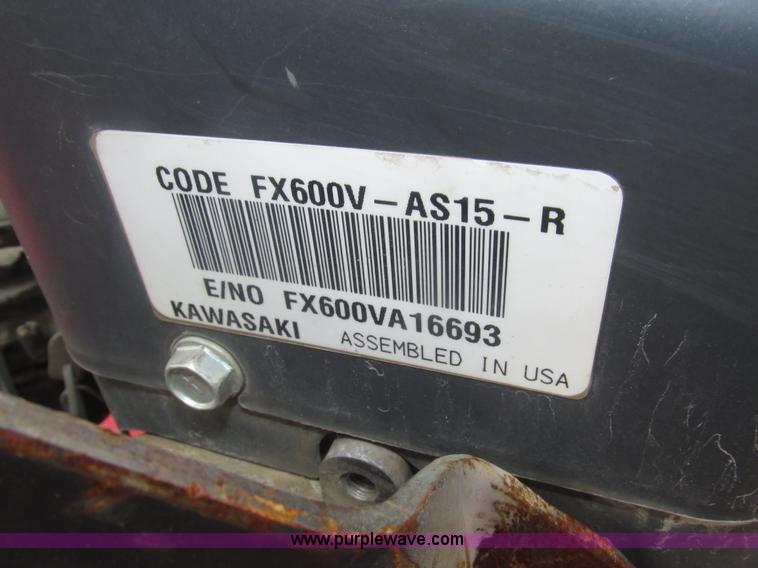 CODE FX600V-AS15-R
E/NO FX600VA16693
KAWASAKI ASSEMBLED IN USA
www.purplewave.com